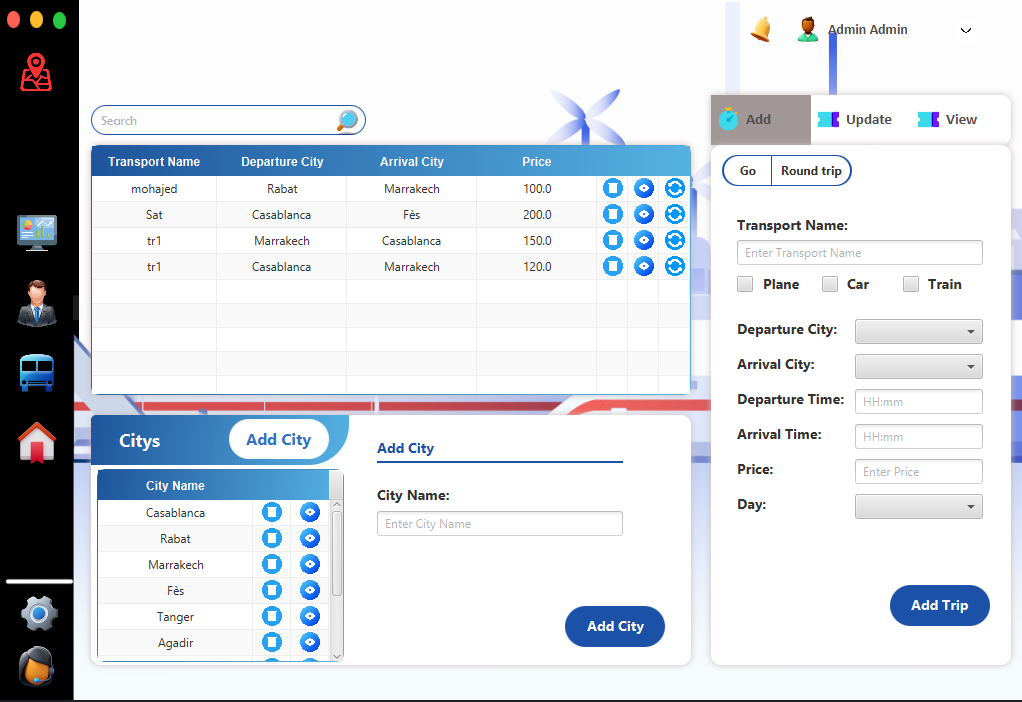 Admin Admin
Search
Add
Update
View
Transport Name Departure City Arrival City Price
mohajed Rabat Marrakech 100.0
Sat Casablanca Fès 200.0
tr1 Marrakech Casablanca 150.0
tr1 Casablanca Marrakech 120.0
Go Round trip
Transport Name:
Enter Transport Name
Plane Car Train
Departure City:
Arrival City:
Departure Time: HH:mm
Arrival Time: HH:mm
Price: Enter Price
Day:
Add Trip
Citys Add City
City Name
Casablanca
Rabat
Marrakech
Fès
Tanger
Agadir
Add City
City Name:
Enter City Name
Add City